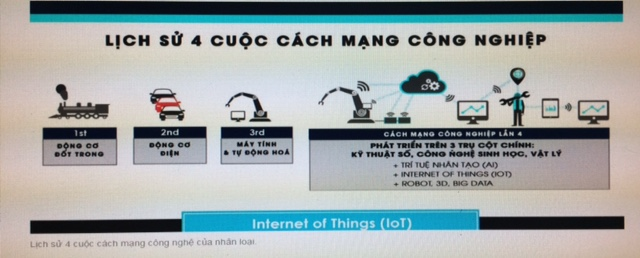 LỊCH SỬ 4 CUỘC CÁCH MẠNG CÔNG NGHIỆP
1st
ĐỘNG CƠ
ĐỐT TRONG
2nd
ĐỘNG CƠ
ĐIỆN
3rd
MÁY TÍNH
& TỰ ĐỘNG HOÁ
CÁCH MẠNG CÔNG NGHIỆP LẦN 4
PHÁT TRIỂN TRÊN 3 TRỤ CỘT CHÍNH:
KỸ THUẬT SỐ, CÔNG NGHỆ SINH HỌC, VẬT LÝ
+ TRÍ TUỆ NHÂN TẠO (AI)
+ INTERNET OF THINGS (IOT)
+ ROBOT, 3D, BIG DATA
Internet of Things (IoT)
Lịch sử 4 cuộc cách mạng công nghệ của nhân loại.